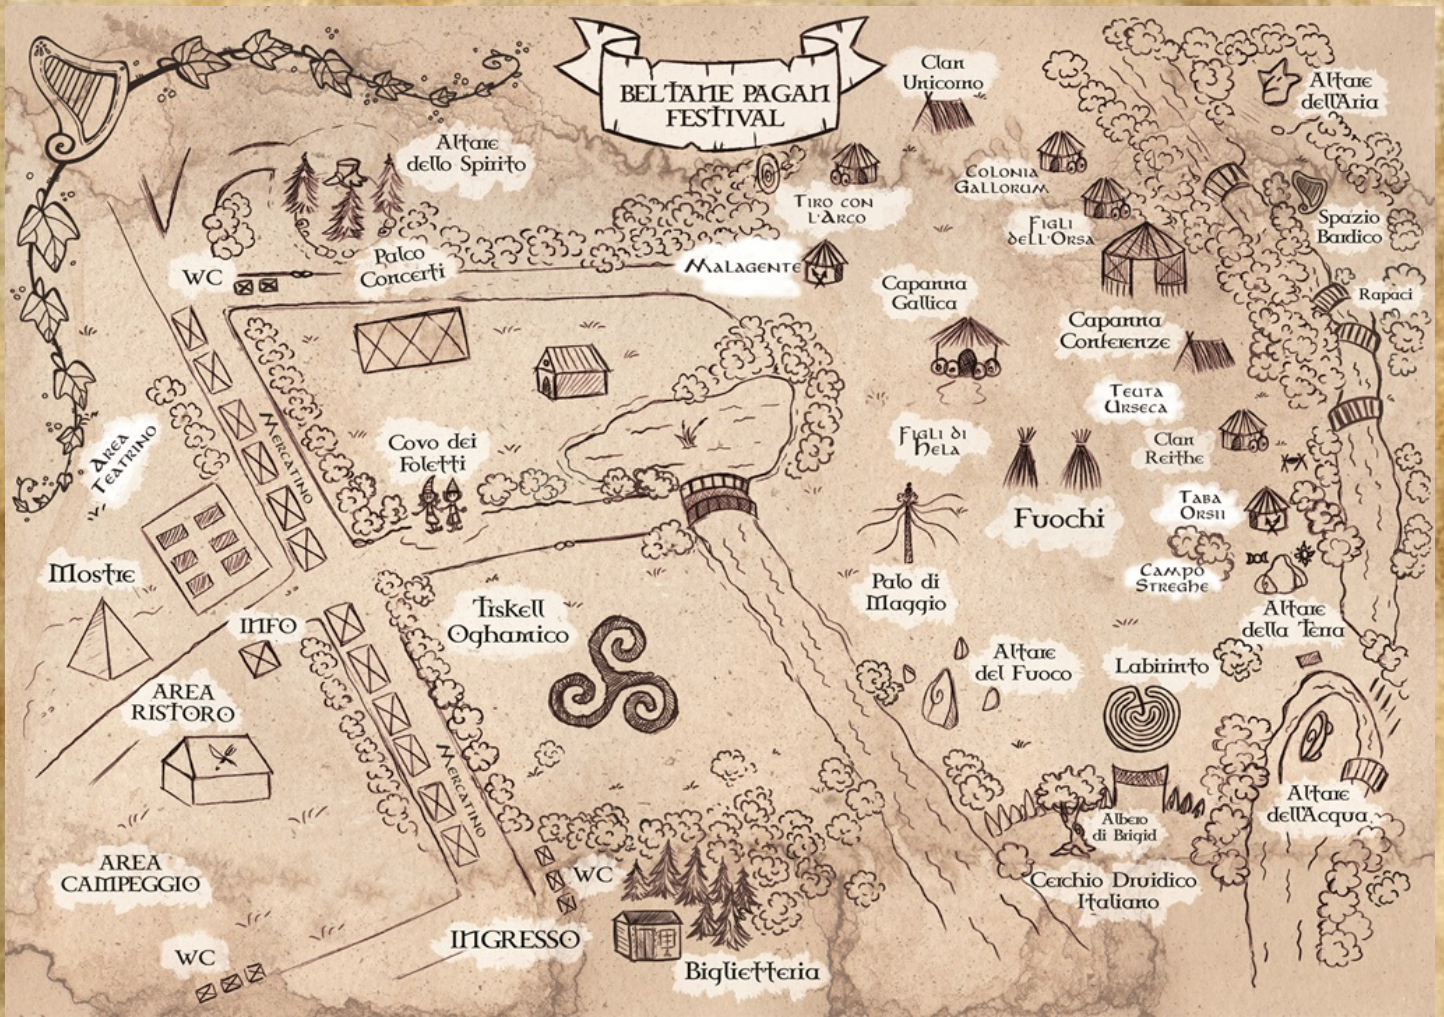 BELTANE PAGAN
FESTIVAL
Clan
Unicorno
Altare
dell'Aria
Altare
dello Spirito
Colonia
Gallorum
Tiro con
l'Arco
Figli
dell'Orsa
Spazio
Bardico
Palco
Concerti
WC
Malagente
Capanna
Gallica
Rapaci
Capanna
Conferenze
Teuta
Urseca
Area
Teatrino
Mercatino
Covo dei
Foletti
Figli di
Hela
Clan
Reithe
Taba
Orsii
Fuochi
Mostre
Palo di
Maggio
Campo
Streghe
Tiskell
Oghamico
Altare
della Terra
INFO
Altare
del Fuoco
Labirinto
AREA
RISTORO
Mercatino
Altare
dell'Acqua
Albero
di Brigid
AREA
CAMPEGGIO
WC
Cerchio Druidico
Italiano
INGRESSO
WC
Biglietteria